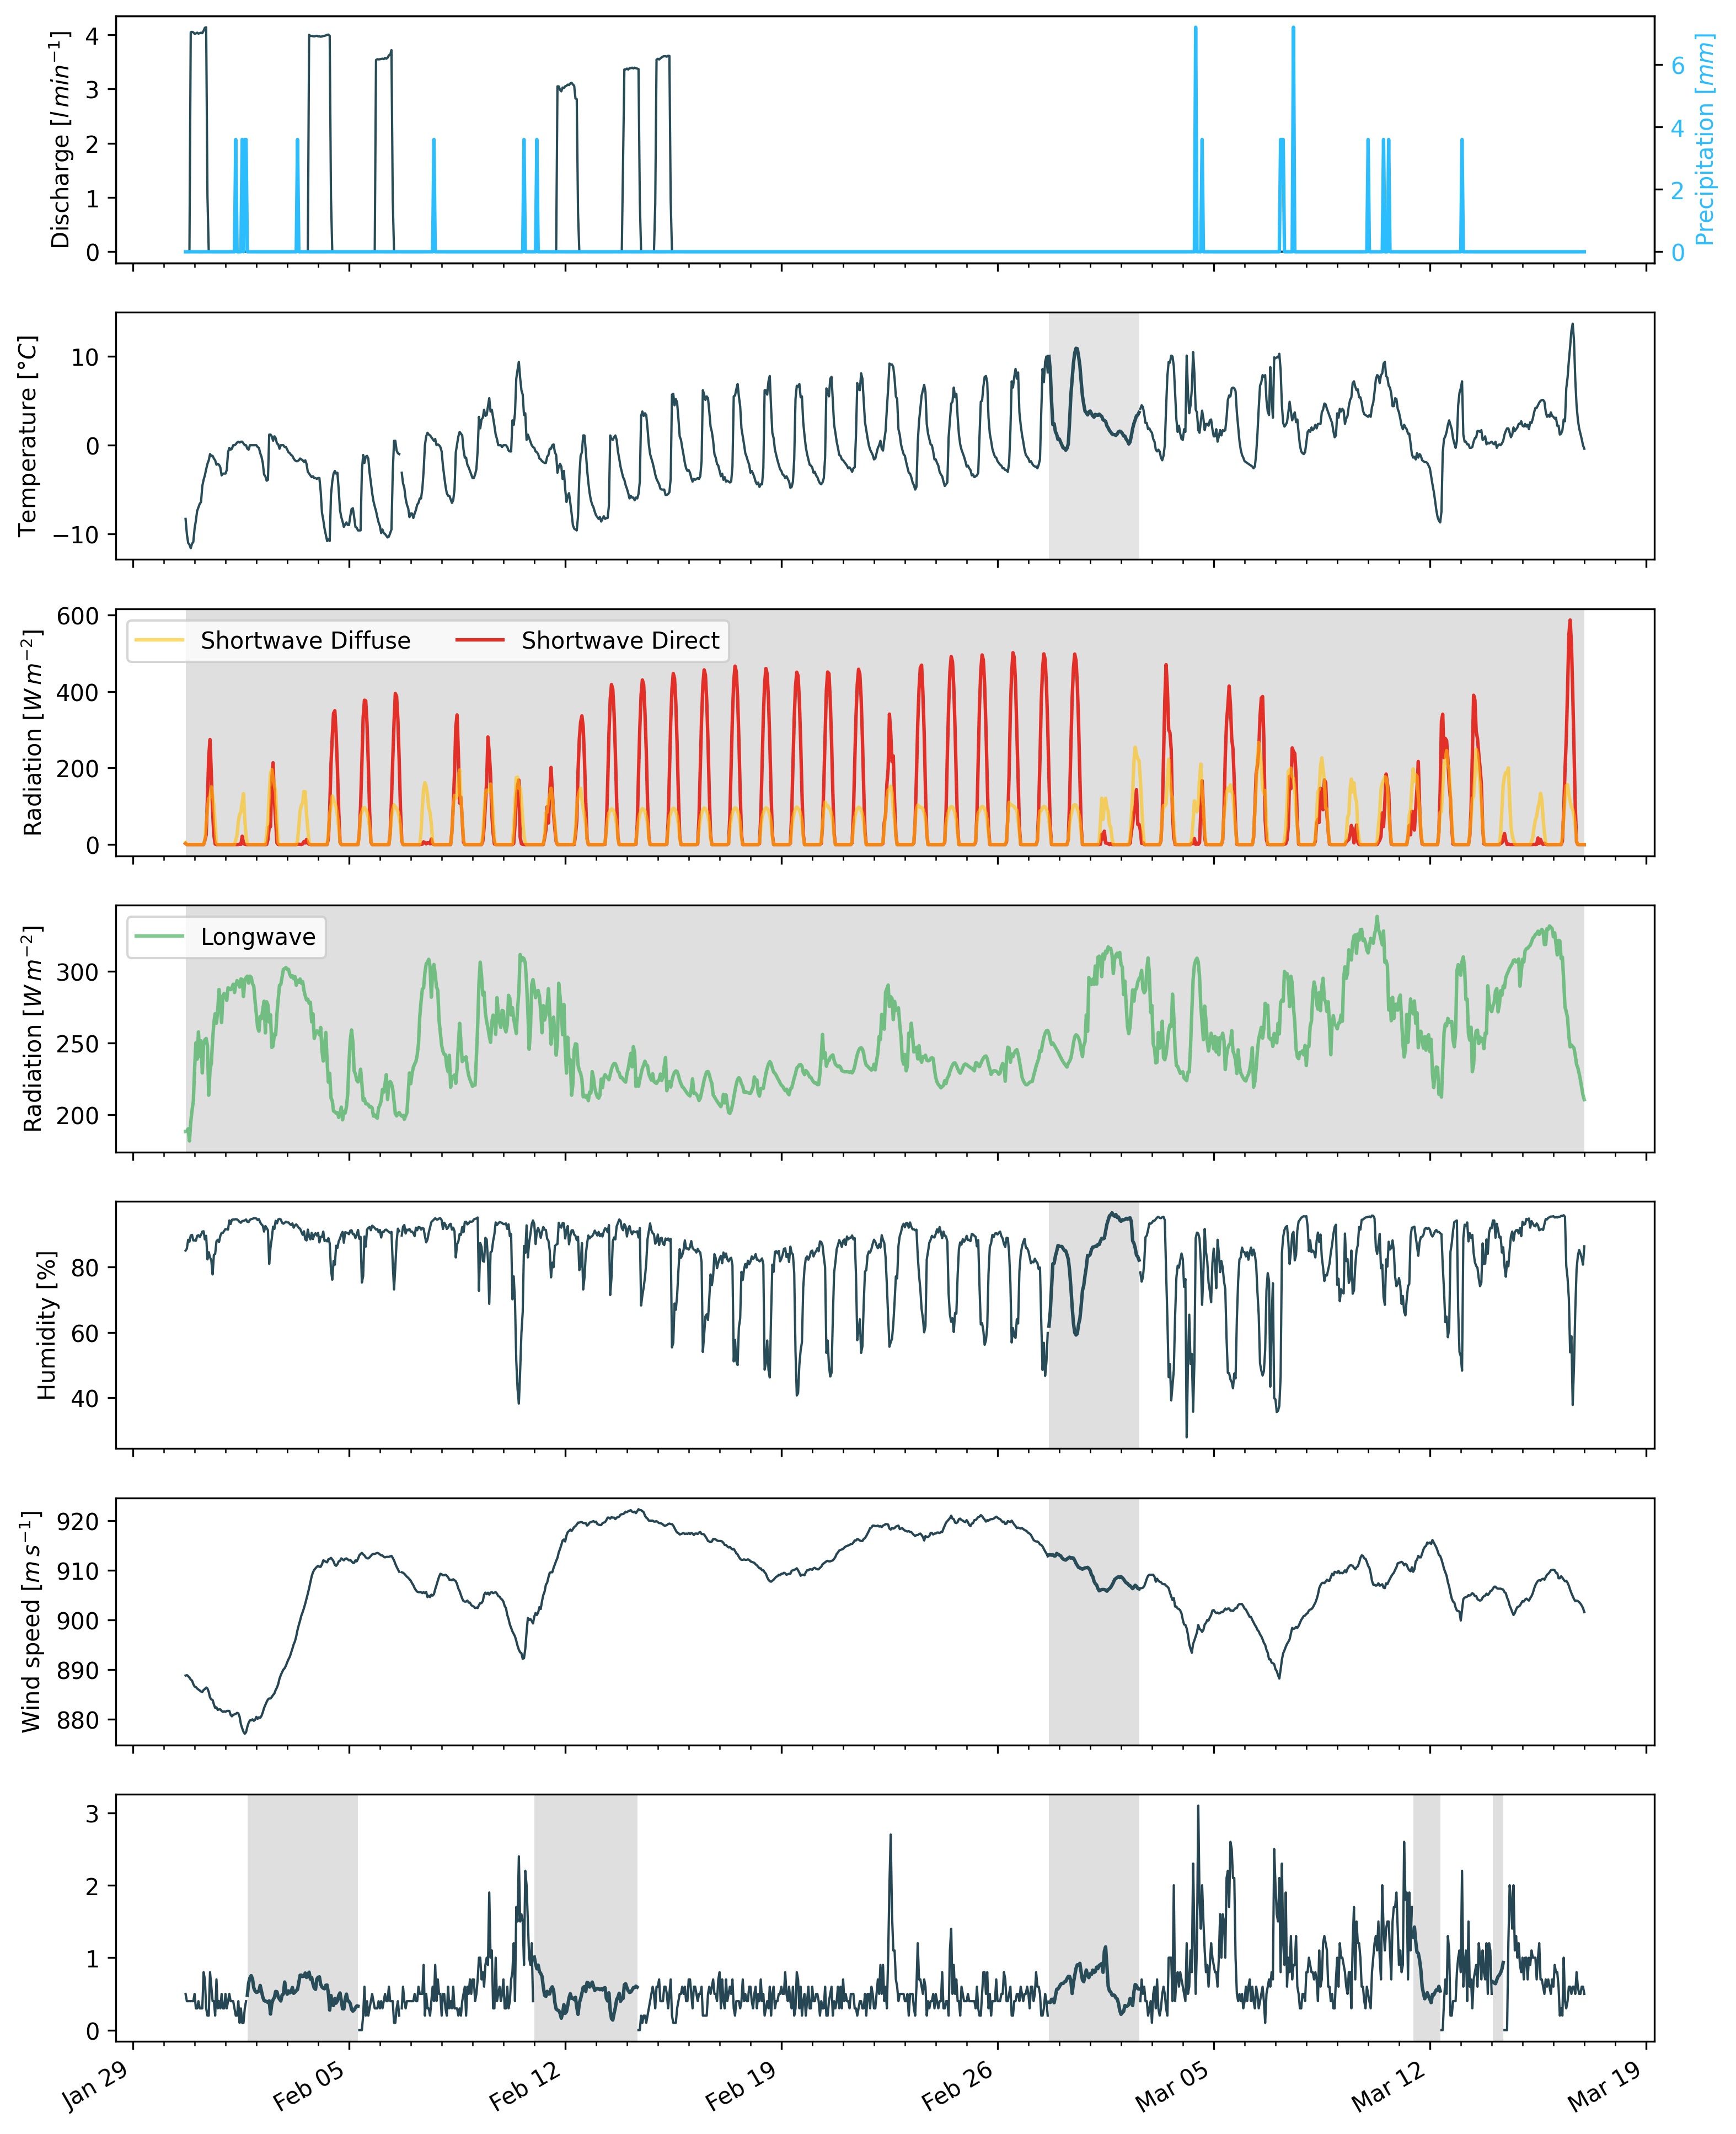 Discharge [l min⁻¹]
4
3
2
1
0
Precipitation [mm]
6
4
2
0
Temperature [°C]
10
0
−10
Radiation [W m⁻²]
600
400
200
0
Shortwave Diffuse
Shortwave Direct
Radiation [W m⁻²]
300
250
200
Longwave
Humidity [%]
80
60
40
Wind speed [m s⁻¹]
920
910
900
890
880
3
2
1
0
Jan 29
Feb 05
Feb 12
Feb 19
Feb 26
Mar 05
Mar 12
Mar 19